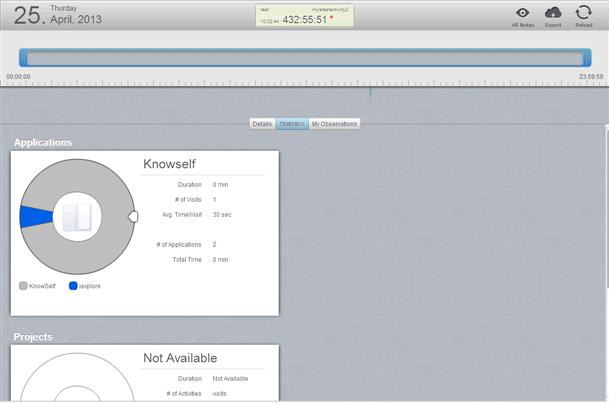 25. Thurday
April, 2013
test mystestactivity2
10:02:44 432:55:51
All Notes Export Reload
00:00:00 23:59:59
Details Statistics My Observations
Applications
Knowself
Duration 0 min
# of Visits 1
Avg. Time/Visit 30 sec
# of Applications 2
Total Time 0 min
KnowSelf iexplore
Projects
Not Available
Duration Not Available
# of Activities visits